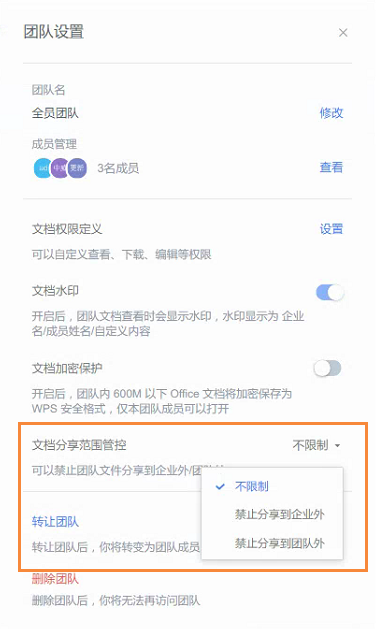 团队设置
团队名
全员团队 修改
成员管理
3名成员 查看
文档权限定义 设置
可以自定义查看、下载、编辑等权限
文档水印
开启后，团队文档查看时会显示水印，水印显示为 企业
名/成员姓名/自定义内容
文档加密保护
开启后，团队内 600M 以下 Office 文档将加密保存为
WPS 安全格式，仅本团队成员可以打开
文档分享范围管控 不限制
可以禁止团队文件分享到企业外/团队
不限制
禁止分享到企业外
禁止分享到团队外
转让团队
转让团队后，你将转变为团队成员
删除团队
删除团队后，你将无法再访问团队